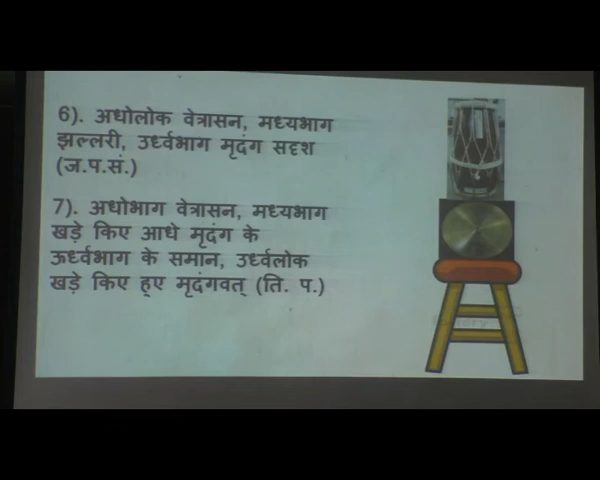 6). अधोलोक वेत्रासन, मध्यभाग
झल्लरी, उर्ध्वभाग मृदंग सदृश
(ज.प.सं.)
7). अधोभाग वेत्रासन, मध्यभाग
खड़े किए आधे मृदंग के
ऊर्ध्वभाग के समान, उर्ध्वलोक
खड़े किए हूए मृदंगवत् (ति. प.)